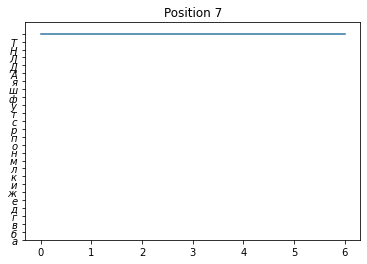 Position 7
Т
Н
Л
Д
А
я
ш
ф
у
т
с
р
п
о
н
м
л
к
и
ж
е
д
г
в
б
а
0 1 2 3 4 5 6